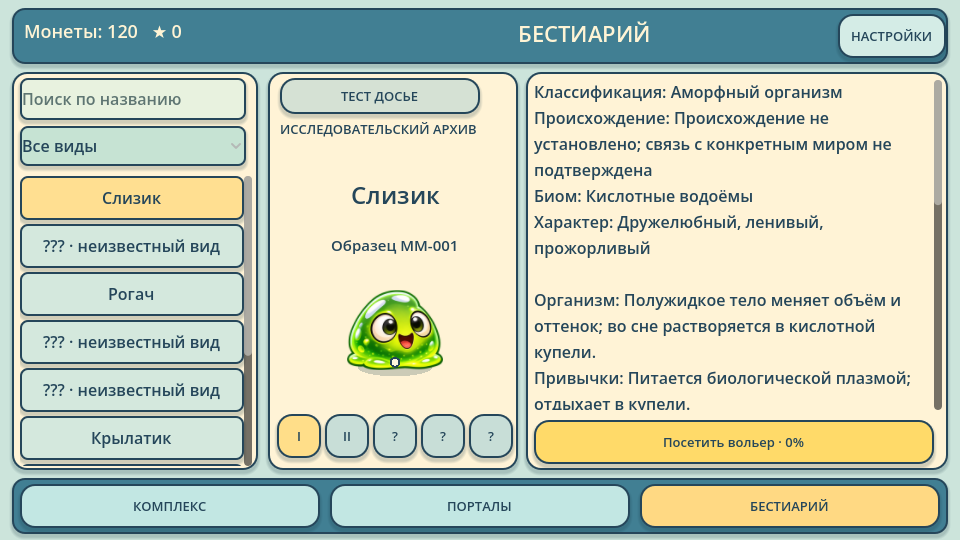 Монеты: 120 ★ 0
БЕСТИАРИЙ
НАСТРОЙКИ
Поиск по названию
Все виды
Слизик
??? · неизвестный вид
Рогач
??? · неизвестный вид
??? · неизвестный вид
Крылатик
ТЕСТ ДОСЬЕ
ИССЛЕДОВАТЕЛЬСКИЙ АРХИВ
Слизик
Образец ММ-001
I II ? ? ?
Классификация: Аморфный организм
Происхождение: Происхождение не
установлено; связь с конкретным миром не
подтверждена
Биом: Кислотные водоёмы
Характер: Дружелюбный, ленивый,
прожорливый
Организм: Полужидкое тело меняет объём и
оттенок; во сне растворяется в кислотной
купели.
Привычки: Питается биологической плазмой;
отдыхает в купели.
Посетить вольер · 0%
КОМПЛЕКС
ПОРТАЛЫ
БЕСТИАРИЙ